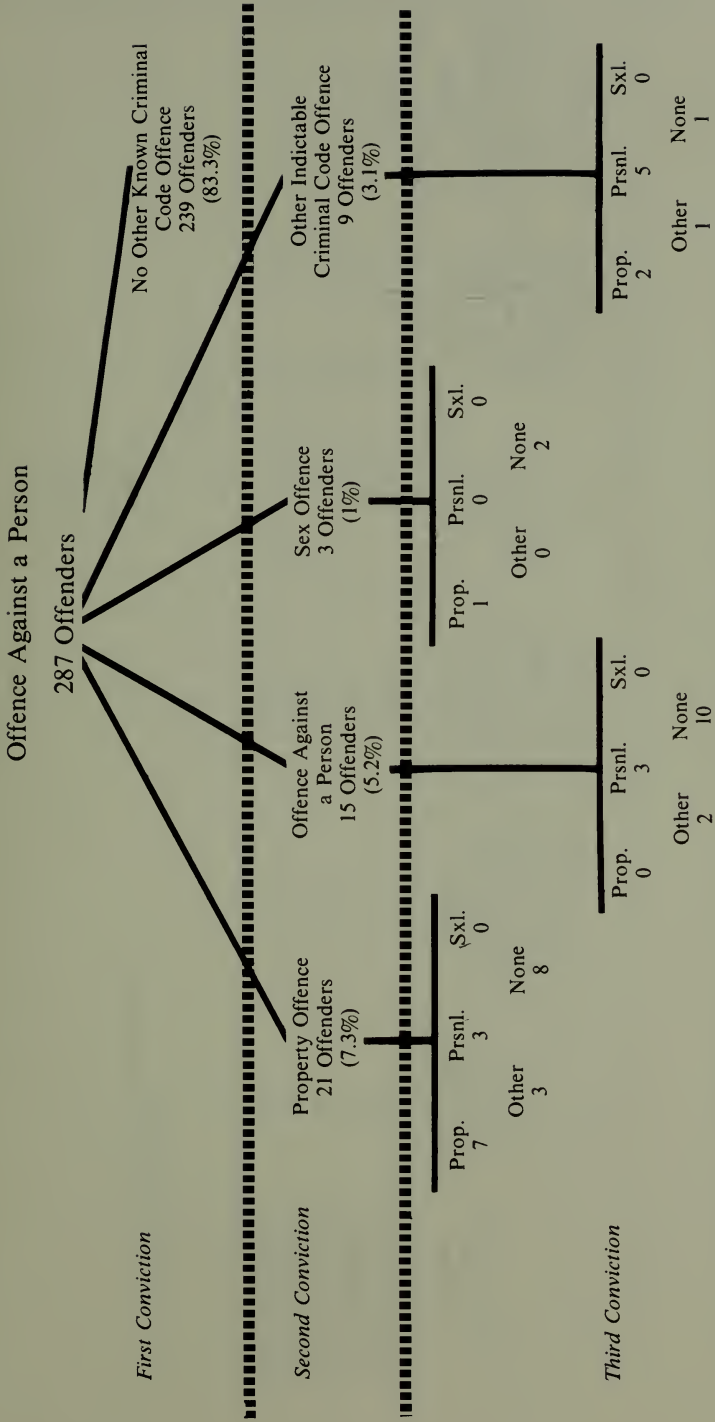 Offence Against a Person
287 Offenders
First Conviction
No Other Known Criminal
Code Offence
239 Offenders
(83.3%)
Second Conviction
Property Offence
21 Offenders
(7.3%)
Offence Against
a Person
15 Offenders
(5.2%)
Sex Offence
3 Offenders
(1%)
Other Indictable
Criminal Code Offence
9 Offenders
(3.1%)
Third Conviction
Prop. Prsnl. Sxl.
7 3 0
Other None
3 8
Prop. Prsnl. Sxl.
0 3 0
Other None
2 10
Prop. Prsnl. Sxl.
1 0 0
Other None
0 2
Prop. Prsnl. Sxl.
2 5 0
Other None
1 1